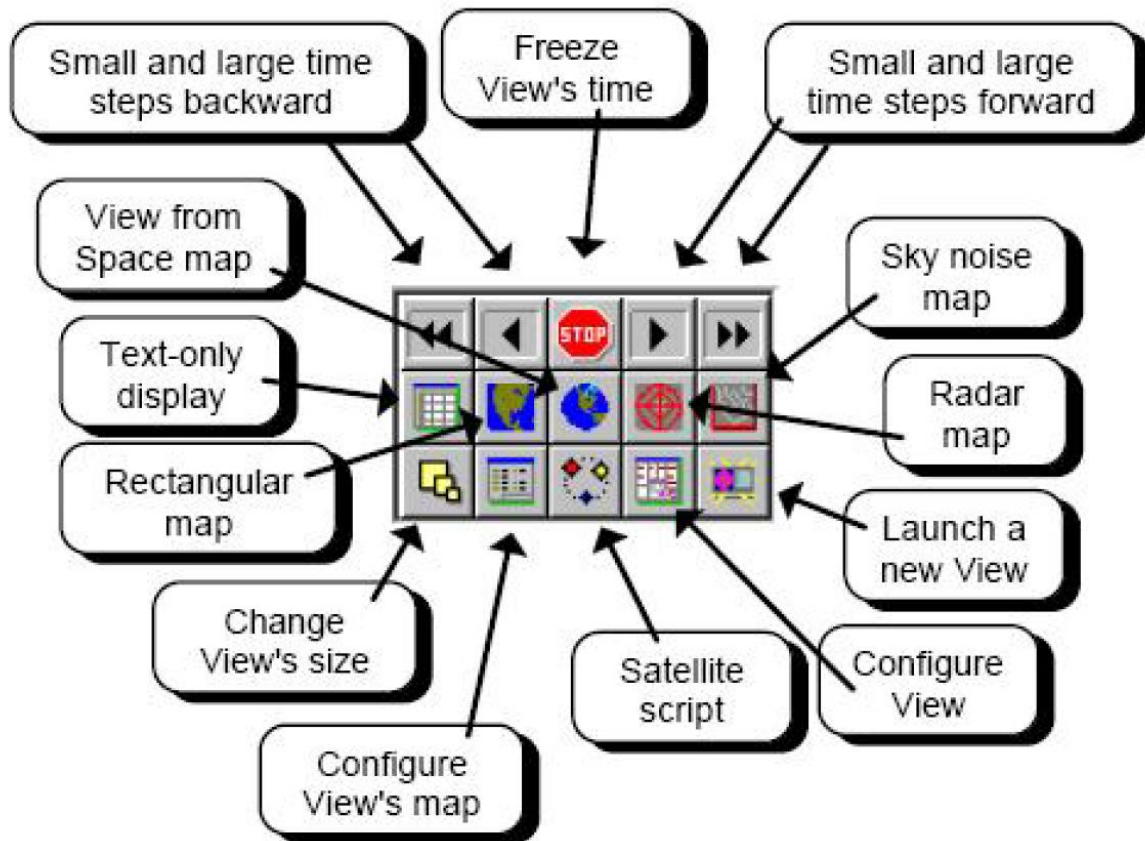 Small and large time
steps backward
Freeze
View's time
Small and large
time steps forward
View from
Space map
Sky noise
map
STOP
Text-only
display
Radar
map
Rectangular
map
Launch a
new View
Change
View's size
Satellite
script
Configure
View
Configure
View's map